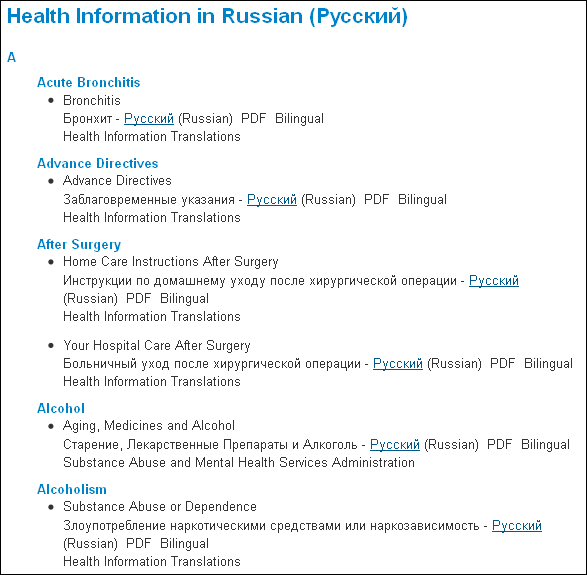 Health Information in Russian (Русский)
A
Acute Bronchitis
Bronchitis
Бронхит - Русский (Russian) PDF Bilingual
Health Information Translations
Advance Directives
Advance Directives
Заблаговременные указания - Русский (Russian) PDF Bilingual
Health Information Translations
After Surgery
Home Care Instructions After Surgery
Инструкции по домашнему уходу после хирургической операции - Русский
(Russian) PDF Bilingual
Health Information Translations
Your Hospital Care After Surgery
Больничный уход после хирургической операции - Русский (Russian) PDF Bilingual
Health Information Translations
Alcohol
Aging, Medicines and Alcohol
Старение, Лекарственные Препараты и Алкоголь - Русский (Russian) PDF Bilingual
Substance Abuse and Mental Health Services Administration
Alcoholism
Substance Abuse or Dependence
Злоупотребление наркотическими средствами или наркозависимость - Русский
(Russian) PDF Bilingual
Health Information Translations